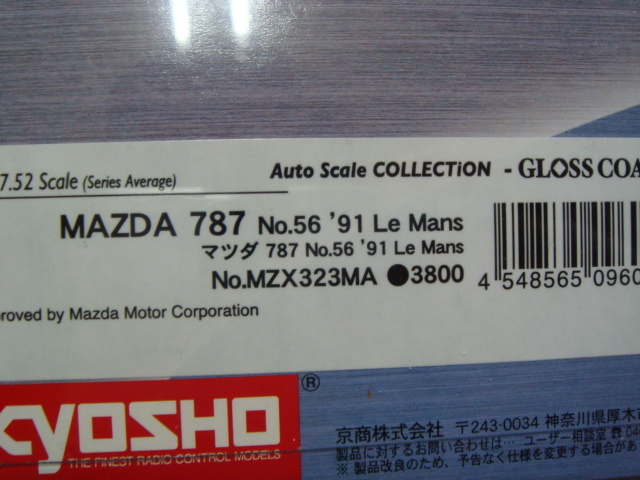 7.52 Scale (Series Average)
Auto Scale COLLECTiON - GLOSS COA
MAZDA 787 No.56 '91 Le Mans
マツダ 787 No.56 '91 Le Mans
No.MZX323MA ●3800
4 548565 0960
proved by Mazda Motor Corporation
KYOSHO ®
THE FINEST RADIO CONTROL MODELS
京商株式会社 〒243-0034 神奈川県厚木
製品に対するお問い合わせは… ユーザー相談室 ☎04
※ 製品改良のため、予告なく仕様を変更する場合があ